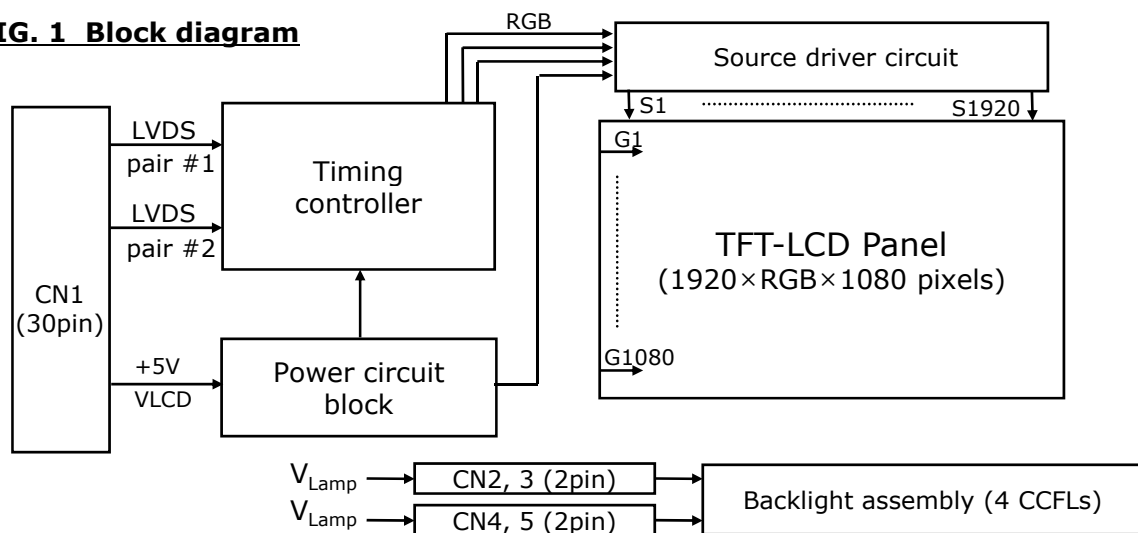 IG. 1 Block diagram
RGB
Source driver circuit
S1
S1920
CN1
(30pin)
LVDS
pair #1
LVDS
pair #2
+5V
VLCD
Timing
controller
Power circuit
block
G1
G1080
TFT-LCD Panel
(1920×RGB×1080 pixels)
VLamp
CN2, 3 (2pin)
VLamp
CN4, 5 (2pin)
Backlight assembly (4 CCFLs)